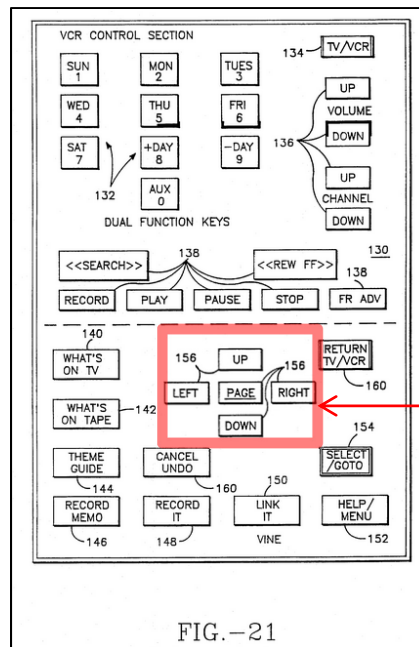 VCR CONTROL SECTION
134
TV/VCR
SUN
1
MON
2
TUES
3
UP
VOLUME
DOWN
WED
4
THU
5
FRI
6
136
SAT
7
+DAY
8
-DAY
9
132
UP
CHANNEL
DOWN
AUX
0
DUAL FUNCTION KEYS
138
130
<<SEARCH>>
<<REW FF>>
138
RECORD
PLAY
PAUSE
STOP
FR ADV
140
WHAT'S
ON TV
156
UP
156
RETURN
TV/VCR
160
LEFT
PAGE
RIGHT
WHAT'S
ON TAPE
142
DOWN
154
THEME
GUIDE
144
CANCEL
UNDO
160
SELECT
/GOTO
150
RECORD
MEMO
146
RECORD
IT
148
LINK
IT
VINE
HELP/
MENU
152
FIG.-21